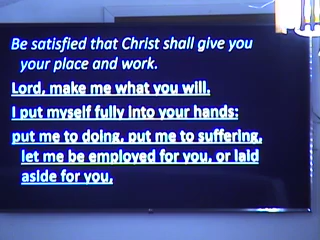 Be satisfied that Christ shall give you
your place and work.
Lord, make me what you will.
I put myself fully into your hands:
put me to doing, put me to suffering,
let me be employed for you, or laid
aside for you,